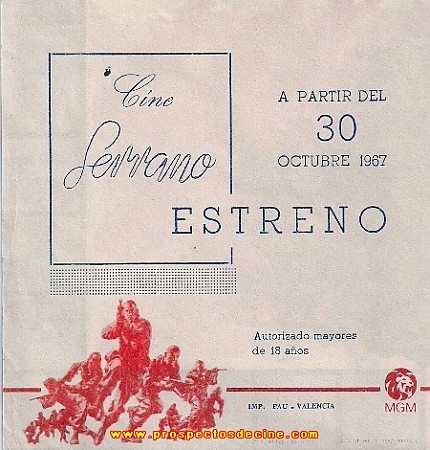 Cine
Serrano
A PARTIR DEL
30
OCTUBRE 1967
ESTRENO
Autorizado mayores
de 18 años
IMP. PAU - VALENCIA
MGM
www.prospectosdecine.com